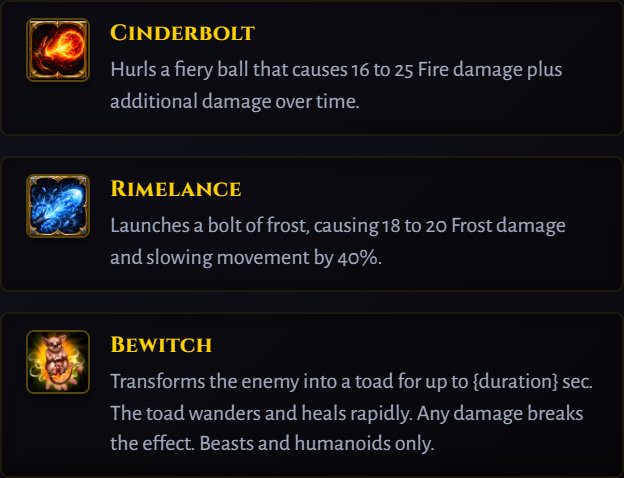 Cinderbolt
Hurls a fiery ball that causes 16 to 25 Fire damage plus
additional damage over time.
Rimelance
Launches a bolt of frost, causing 18 to 20 Frost damage
and slowing movement by 40%.
Bewitch
Transforms the enemy into a toad for up to {duration} sec.
The toad wanders and heals rapidly. Any damage breaks
the effect. Beasts and humanoids only.